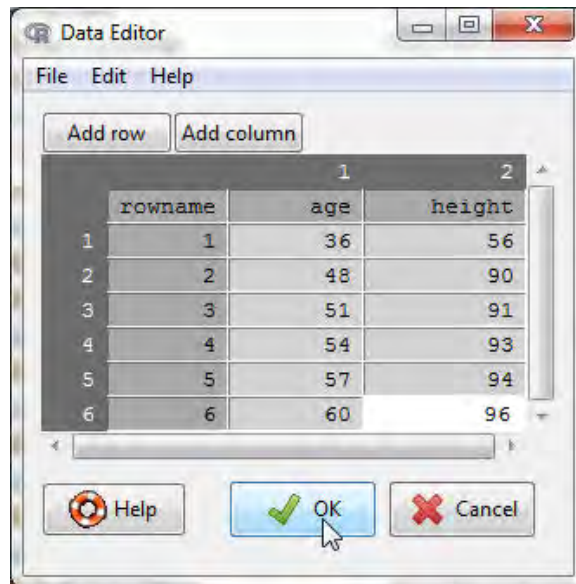 Data Editor
File Edit Help
Add row Add column
1 2
rowname age height
1 1 36 56
2 2 48 90
3 3 51 91
4 4 54 93
5 5 57 94
6 6 60 96
Help OK Cancel